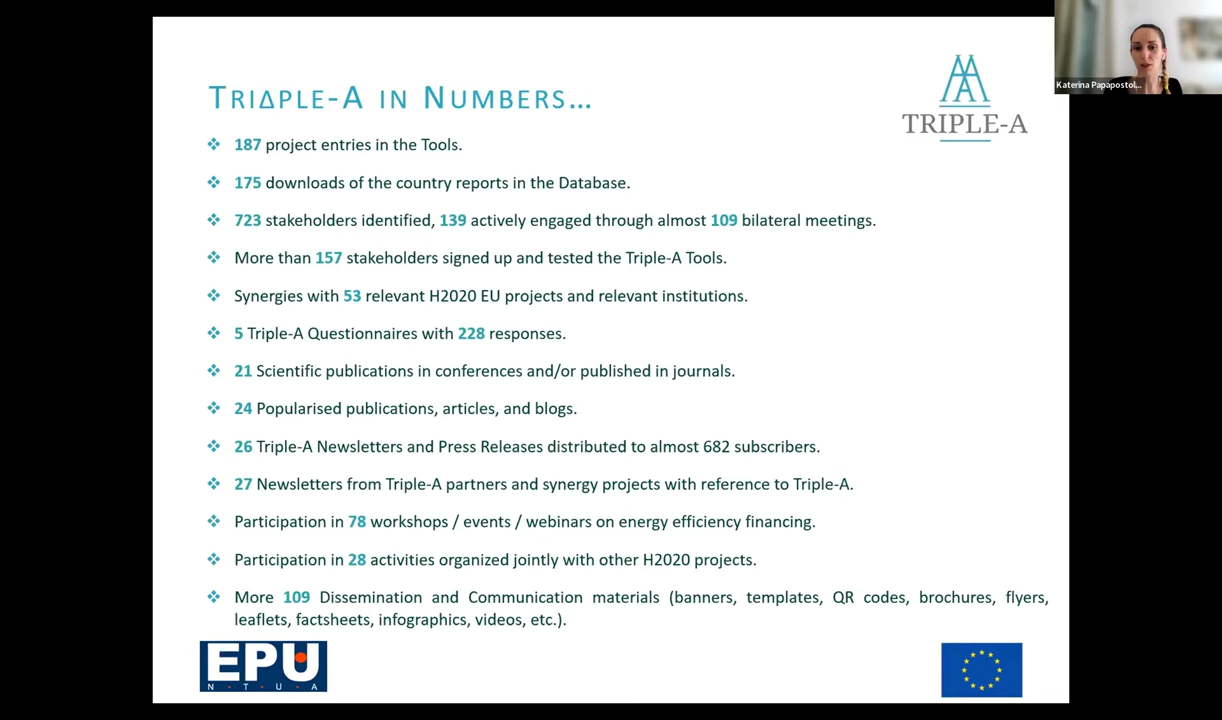 TRIΔPLE-A IN NUMBERS…
TRIPLE-A
Katerina Papapostol...
❖ 187 project entries in the Tools.
❖ 175 downloads of the country reports in the Database.
❖ 723 stakeholders identified, 139 actively engaged through almost 109 bilateral meetings.
❖ More than 157 stakeholders signed up and tested the Triple-A Tools.
❖ Synergies with 53 relevant H2020 EU projects and relevant institutions.
❖ 5 Triple-A Questionnaires with 228 responses.
❖ 21 Scientific publications in conferences and/or published in journals.
❖ 24 Popularised publications, articles, and blogs.
❖ 26 Triple-A Newsletters and Press Releases distributed to almost 682 subscribers.
❖ 27 Newsletters from Triple-A partners and synergy projects with reference to Triple-A.
❖ Participation in 78 workshops / events / webinars on energy efficiency financing.
❖ Participation in 28 activities organized jointly with other H2020 projects.
❖ More 109 Dissemination and Communication materials (banners, templates, QR codes, brochures, flyers,
leaflets, factsheets, infographics, videos, etc.).
EPU
N · T · U · A